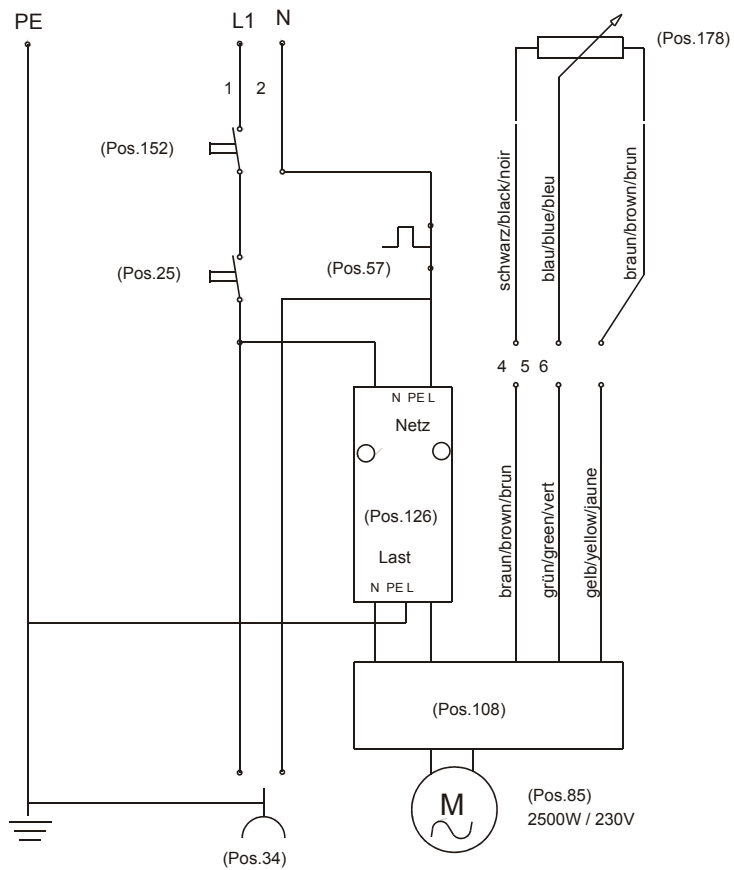 PE
L1
N
(Pos.178)
1
2
(Pos.152)
schwarz/black/noir
blau/blue/bleu
braun/brown/brun
(Pos.25)
(Pos.57)
4 5 6
N PE L
Netz
(Pos.126)
Last
N PE L
braun/brown/brun
grün/green/vert
gelb/yellow/jaune
(Pos.108)
M
(Pos.85)
2500W / 230V
(Pos.34)